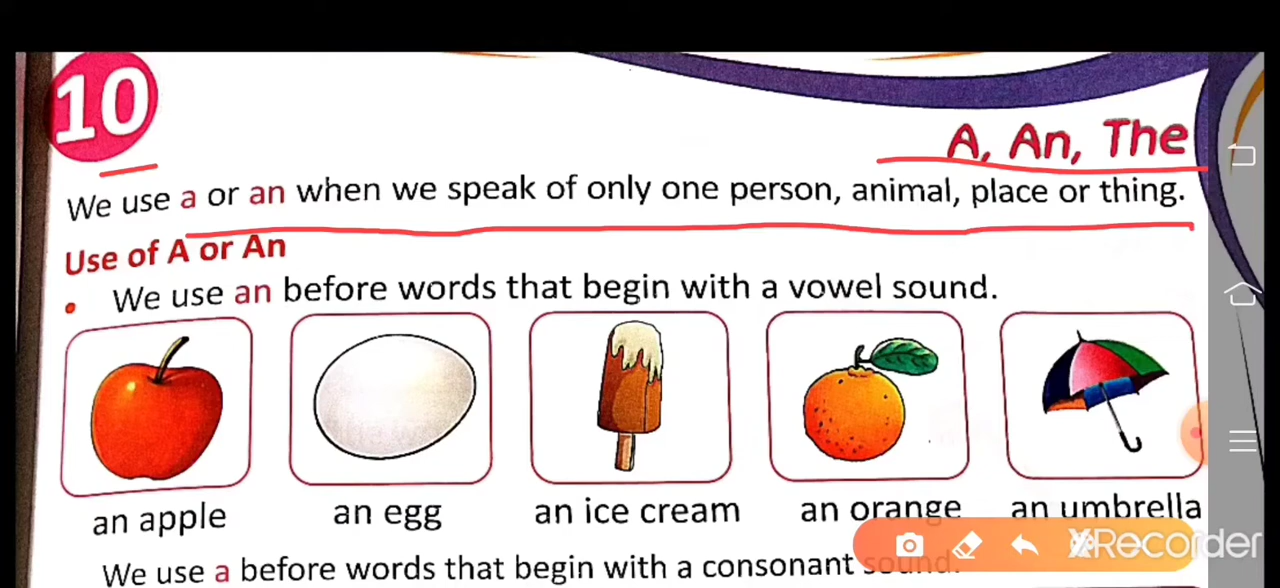 10
A, An, The
We use a or an when we speak of only one person, animal, place or thing.
Use of A or An
• We use an before words that begin with a vowel sound.
an apple an egg an ice cream an orange an umbrella
We use a before words that begin with a consonant sound.
XRecorder